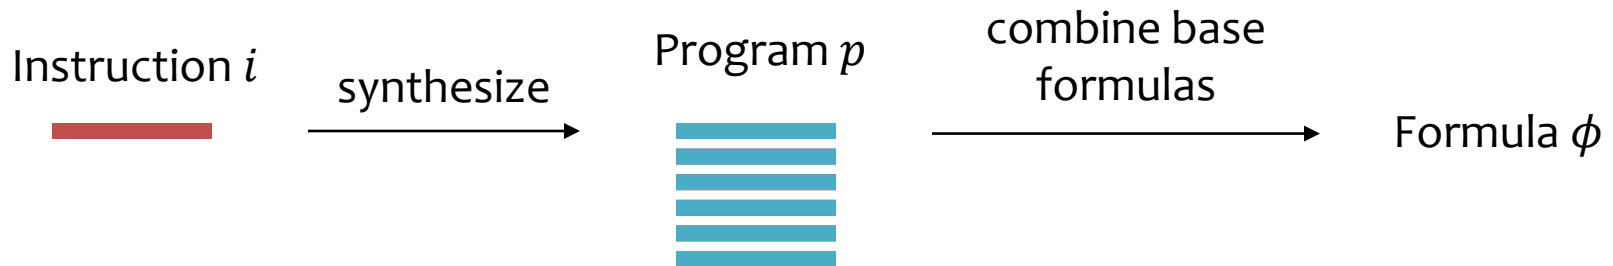 Instruction 𝑖
synthesize
Program 𝑝
combine base
formulas
Formula 𝜙